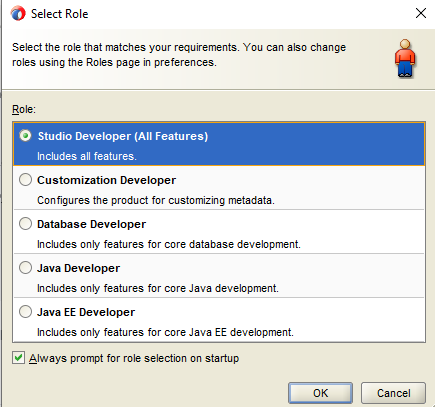 Select Role
Select the role that matches your requirements. You can also change
roles using the Roles page in preferences.
Role:
Studio Developer (All Features)
Includes all features.
Customization Developer
Configures the product for customizing metadata.
Database Developer
Includes only features for core database development.
Java Developer
Includes only features for core Java development.
Java EE Developer
Includes only features for core Java EE development.
Always prompt for role selection on startup
OK
Cancel